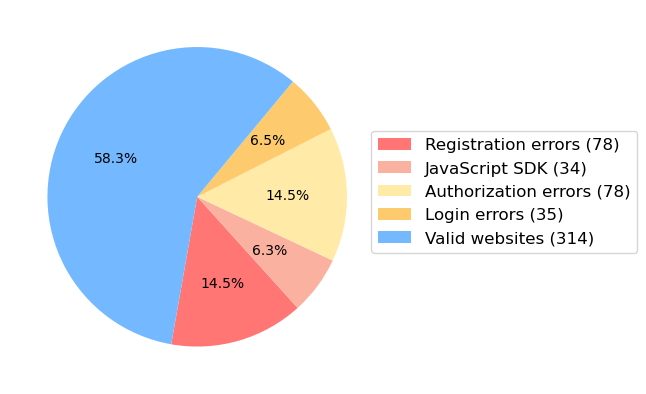 6.5%
58.3%
14.5%
6.3%
14.5%
Registration errors (78)
JavaScript SDK (34)
Authorization errors (78)
Login errors (35)
Valid websites (314)